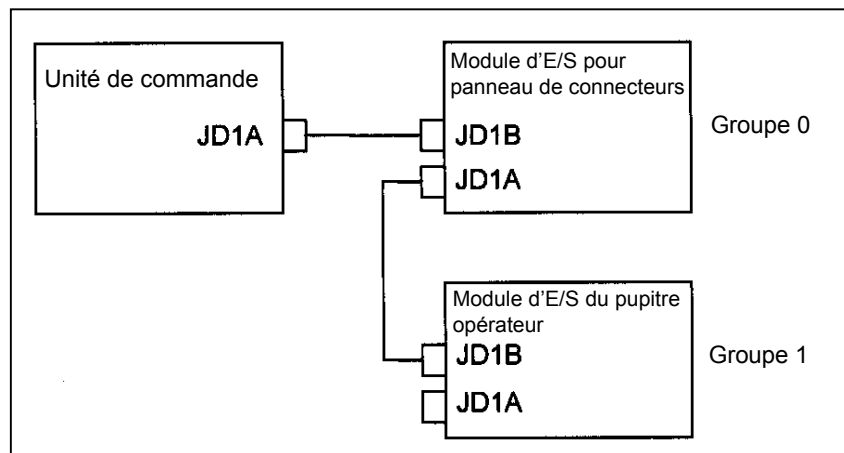 Unité de commande
JD1A
Module d'E/S pour
panneau de connecteurs
JD1B
JD1A
Groupe 0
Module d'E/S du pupitre
opérateur
JD1B
JD1A
Groupe 1